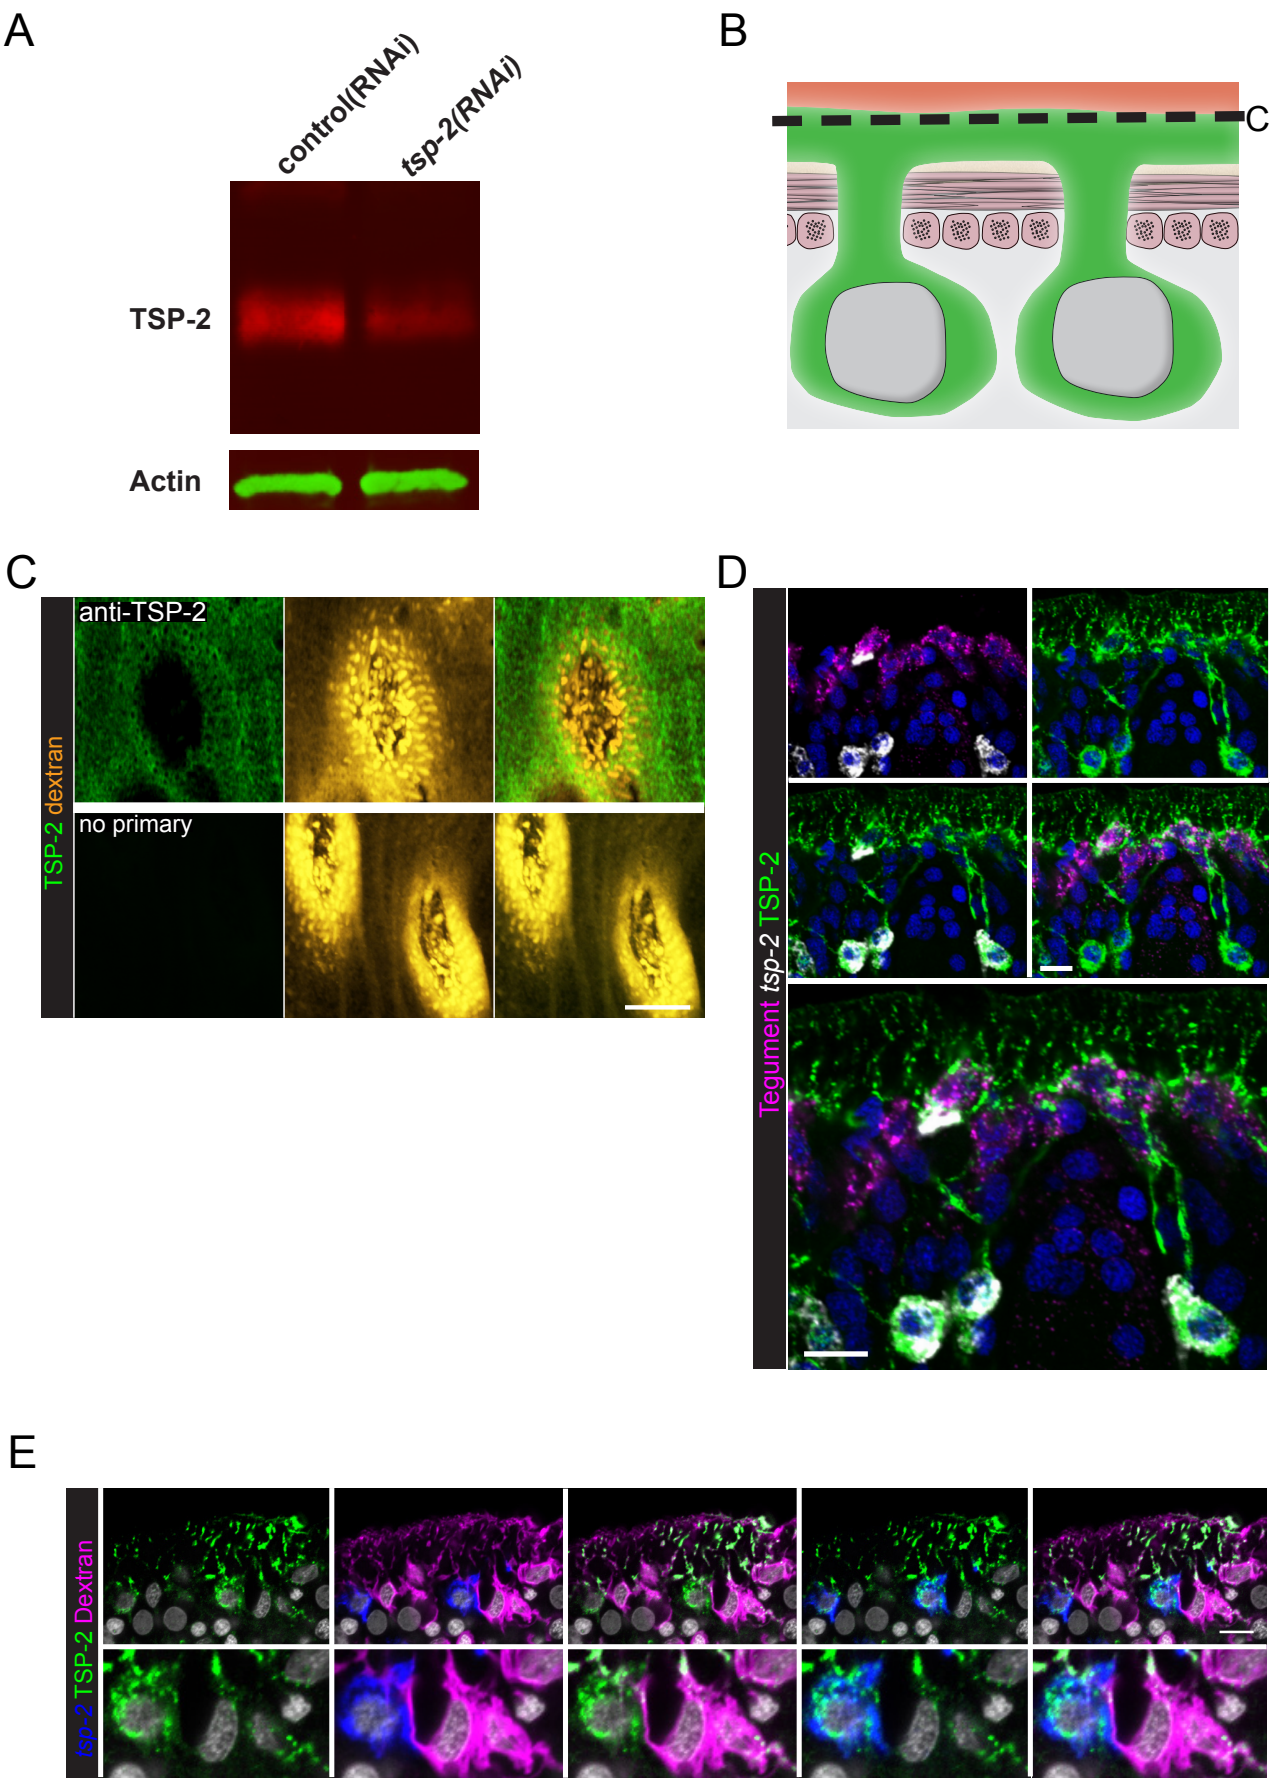 A
control(RNAi)
tsp-2(RNAi)
TSP-2
Actin
B
C
C
TSP-2 dextran
anti-TSP-2
no primary
D
Tegument tsp-2 TSP-2
E
tsp-2 TSP-2 Dextran